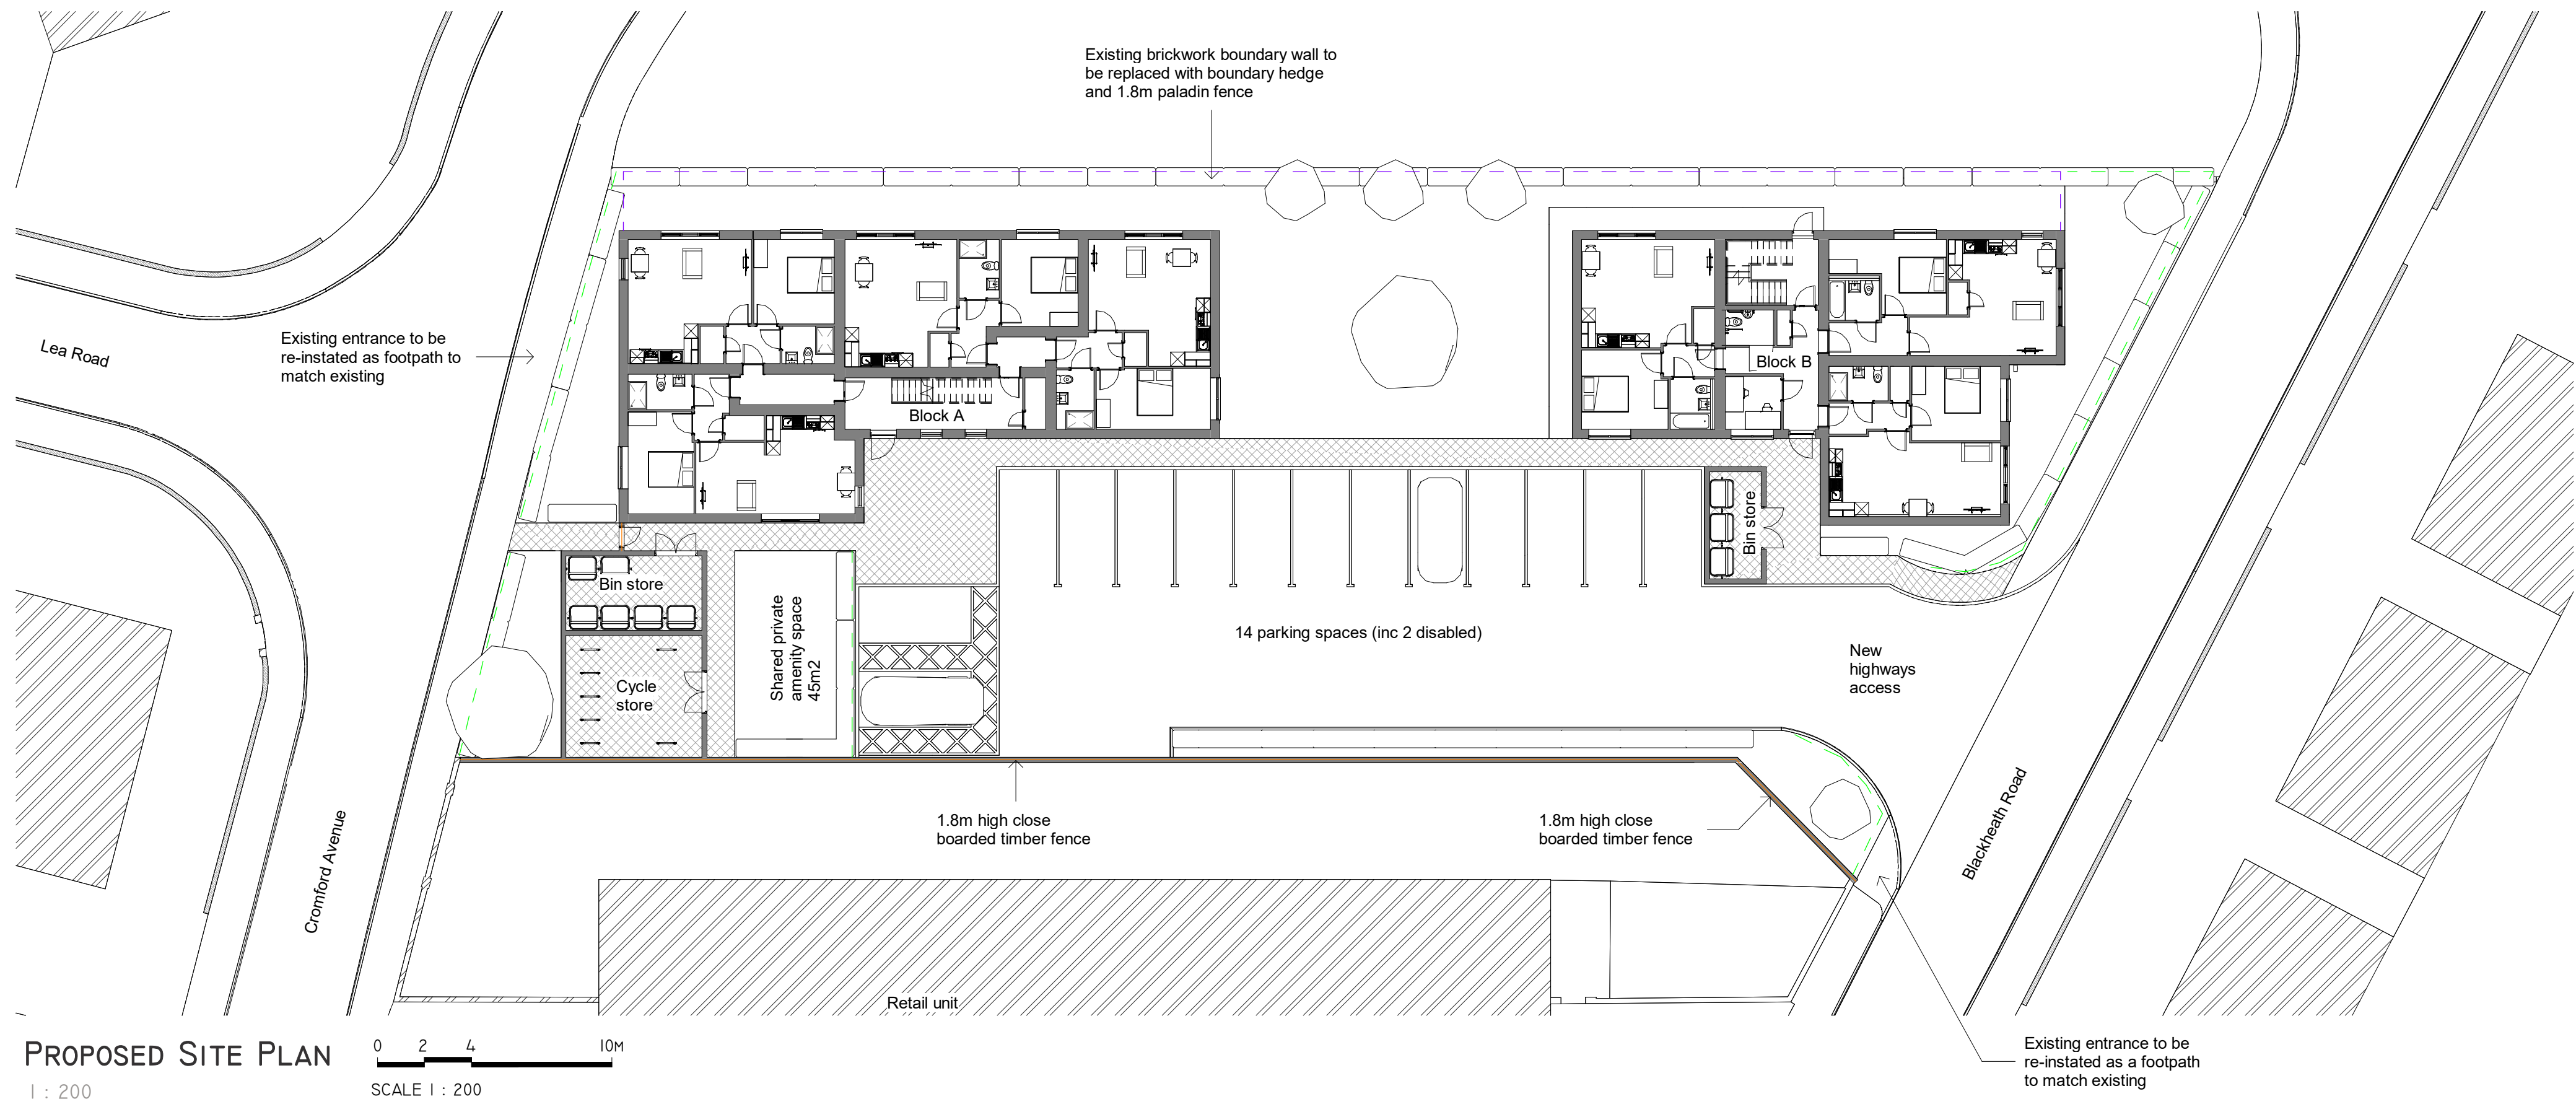 Existing brickwork boundary wall to
be replaced with boundary hedge
and 1.8m paladin fence
Existing entrance to be
re-instated as footpath to
match existing
Lea Road
Block A
Block B
Bin store
Bin store
Cycle
store
Shared private
amenity space
45m2
14 parking spaces (inc 2 disabled)
New
highways
access
1.8m high close
boarded timber fence
1.8m high close
boarded timber fence
Cromford Avenue
Blackheath Road
Retail unit
Existing entrance to be
re-instated as a footpath
to match existing
PROPOSED SITE PLAN
1 : 200
0 2 4 10M
SCALE 1 : 200